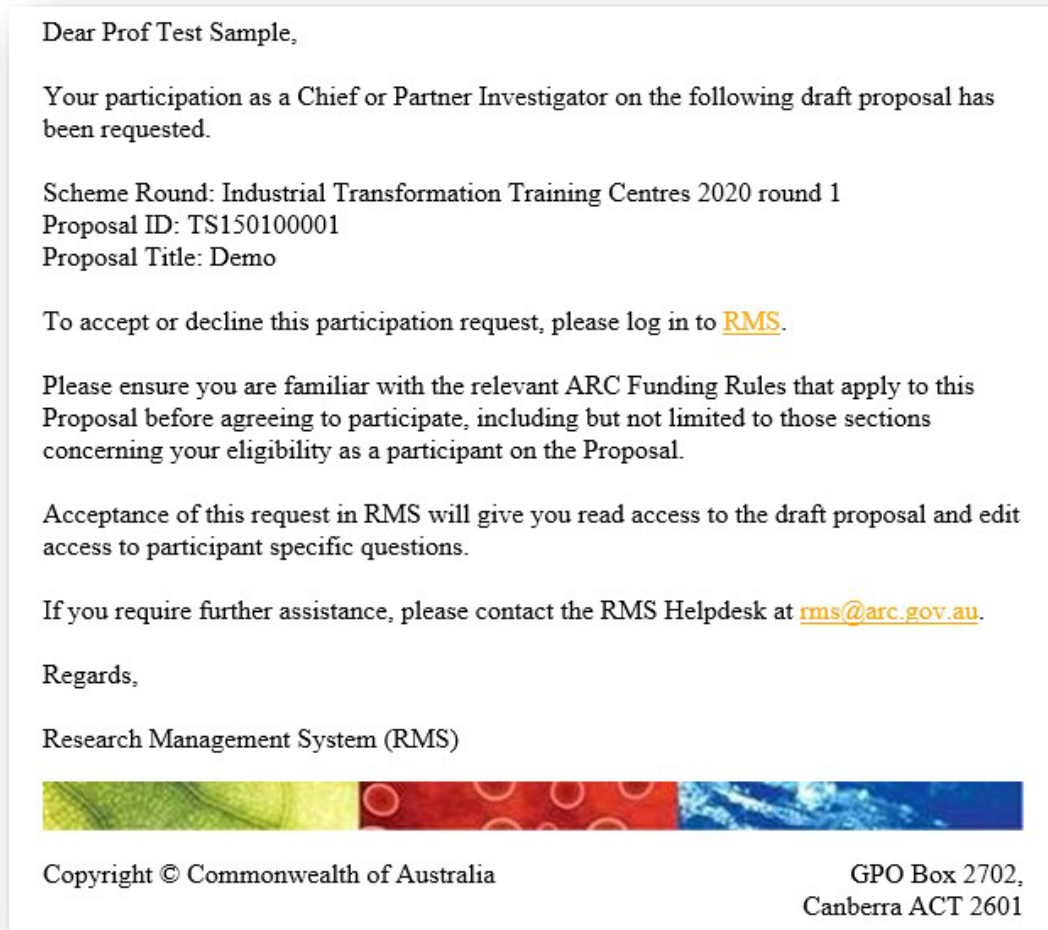 Dear Prof Test Sample,
Your participation as a Chief or Partner Investigator on the following draft proposal has
been requested.
Scheme Round: Industrial Transformation Training Centres 2020 round 1
Proposal ID: TS150100001
Proposal Title: Demo
To accept or decline this participation request, please log in to RMS.
Please ensure you are familiar with the relevant ARC Funding Rules that apply to this
Proposal before agreeing to participate, including but not limited to those sections
concerning your eligibility as a participant on the Proposal.
Acceptance of this request in RMS will give you read access to the draft proposal and edit
access to participant specific questions.
If you require further assistance, please contact the RMS Helpdesk at rms@arc.gov.au.
Regards,
Research Management System (RMS)
Copyright © Commonwealth of Australia
GPO Box 2702,
Canberra ACT 2601